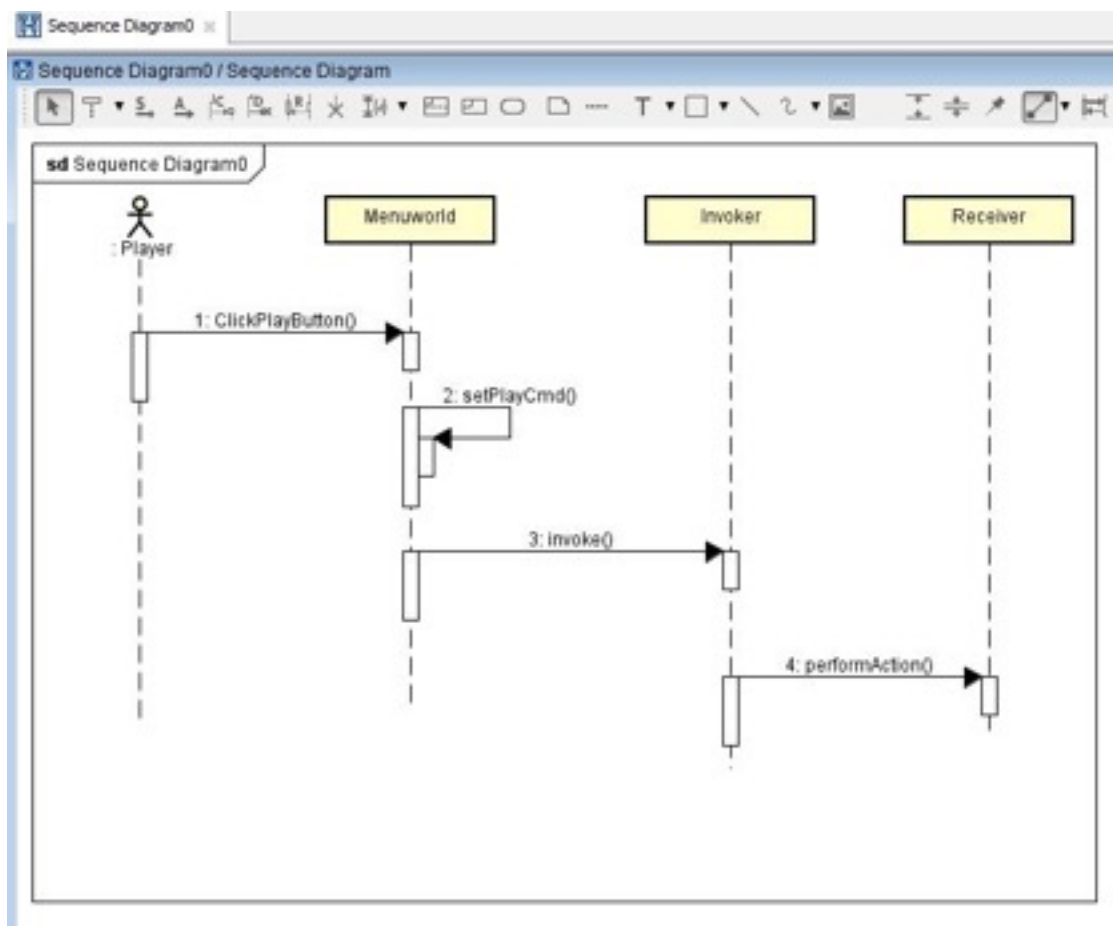 Sequence Diagram0
Sequence Diagram0 / Sequence Diagram
sd Sequence Diagram0
: Player
Menuworld
Invoker
Receiver
1: ClickPlayButton()
2: setPlayCmd()
3: invoke()
4: performAction()